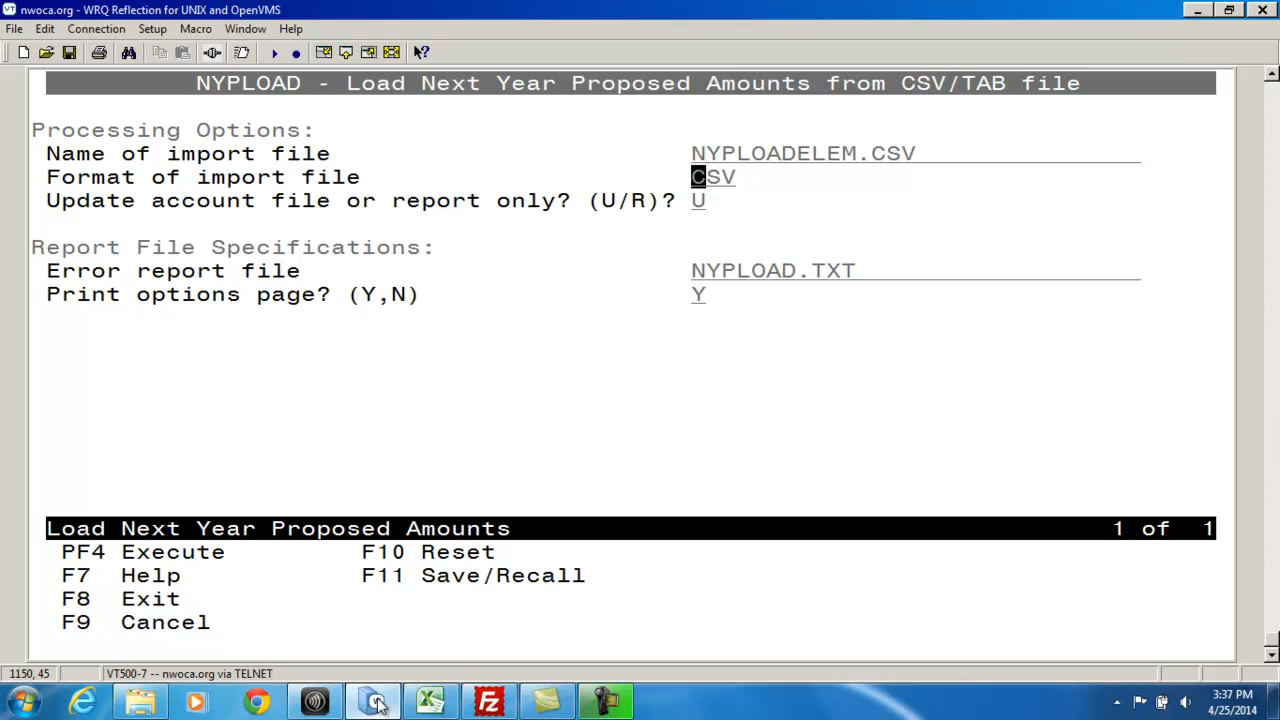 nwoca.org - WRQ Reflection for UNIX and OpenVMS
File Edit Connection Setup Macro Window Help
NYPLOAD - Load Next Year Proposed Amounts from CSV/TAB file
Processing Options:
Name of import file NYPLOADELEM.CSV
Format of import file CSV
Update account file or report only? (U/R)? U
Report File Specifications:
Error report file NYPLOAD.TXT
Print options page? (Y,N) Y
Load Next Year Proposed Amounts 1 of 1
PF4 Execute F10 Reset
F7 Help F11 Save/Recall
F8 Exit
F9 Cancel
1150, 45 VT500-7 -- nwoca.org via TELNET
3:37 PM
4/25/2014